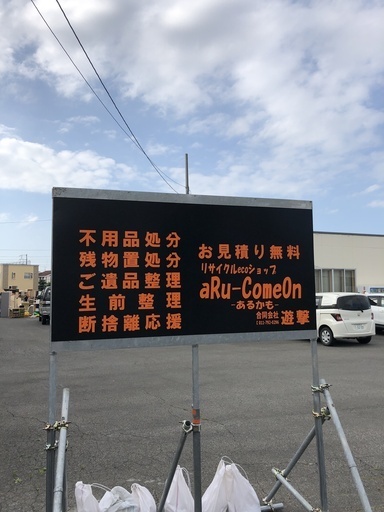 不用品処分
残物置処分
ご遺品整理
生前整理
断捨離応援
お見積り無料
リサイクルecoショップ
aRu-ComeOn
-あるかも-
合同会社 遊撃